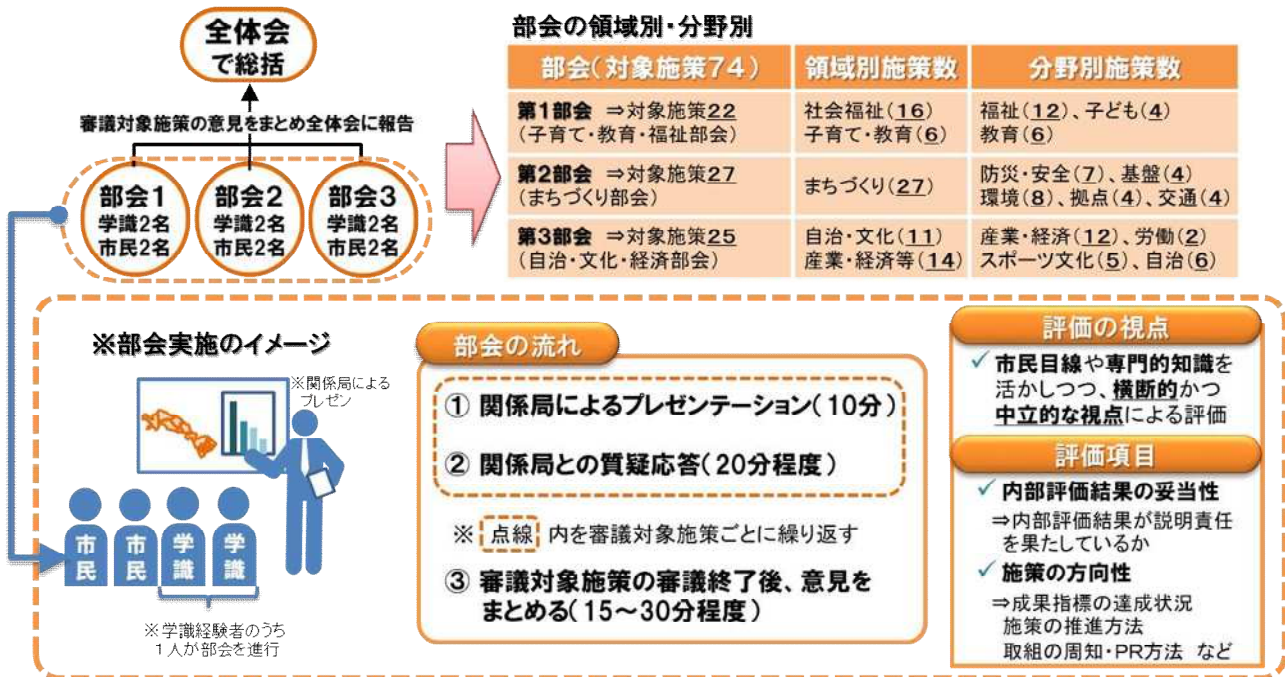 全体会
で総括
審議対象施策の意見をまとめ全体会に報告
部会1
学識2名
市民2名
部会2
学識2名
市民2名
部会3
学識2名
市民2名
部会の領域別・分野別
部会(対象施策74)
領域別施策数
分野別施策数
第1部会 ⇒対象施策22
(子育て・教育・福祉部会)
社会福祉(16)
子育て・教育(6)
福祉(12)、子ども(4)
教育(6)
第2部会 ⇒対象施策27
(まちづくり部会)
まちづくり(27)
防災・安全(7)、基盤(4)
環境(8)、拠点(4)、交通(4)
第3部会 ⇒対象施策25
(自治・文化・経済部会)
自治・文化(11)
産業・経済等(14)
産業・経済(12)、労働(2)
スポーツ文化(5)、自治(6)
※部会実施のイメージ
※関係局による
プレゼン
市民
市民
学識
学識
※学識経験者のうち
1人が部会を進行
部会の流れ
① 関係局によるプレゼンテーション(10分)
② 関係局との質疑応答(20分程度)
※ 点線 内を審議対象施策ごとに繰り返す
③ 審議対象施策の審議終了後、意見を
まとめる(15~30分程度)
評価の視点
✓ 市民目線や専門的知識を
活かしつつ、横断的かつ
中立的な視点による評価
評価項目
✓ 内部評価結果の妥当性
⇒内部評価結果が説明責任
を果たしているか
✓ 施策の方向性
⇒成果指標の達成状況
施策の推進方法
取組の周知・PR方法 など